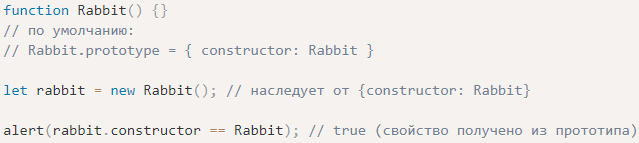 function Rabbit() {}
// по умолчанию:
// Rabbit.prototype = { constructor: Rabbit }
let rabbit = new Rabbit(); // наследует от {constructor: Rabbit}
alert(rabbit.constructor == Rabbit); // true (свойство получено из прототипа)